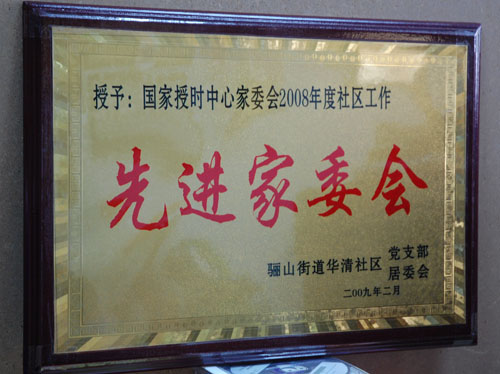 授予：国家授时中心家委会2008年度社区工作
先进家委会
骊山街道华清社区 党支部
居委会
二00九年二月